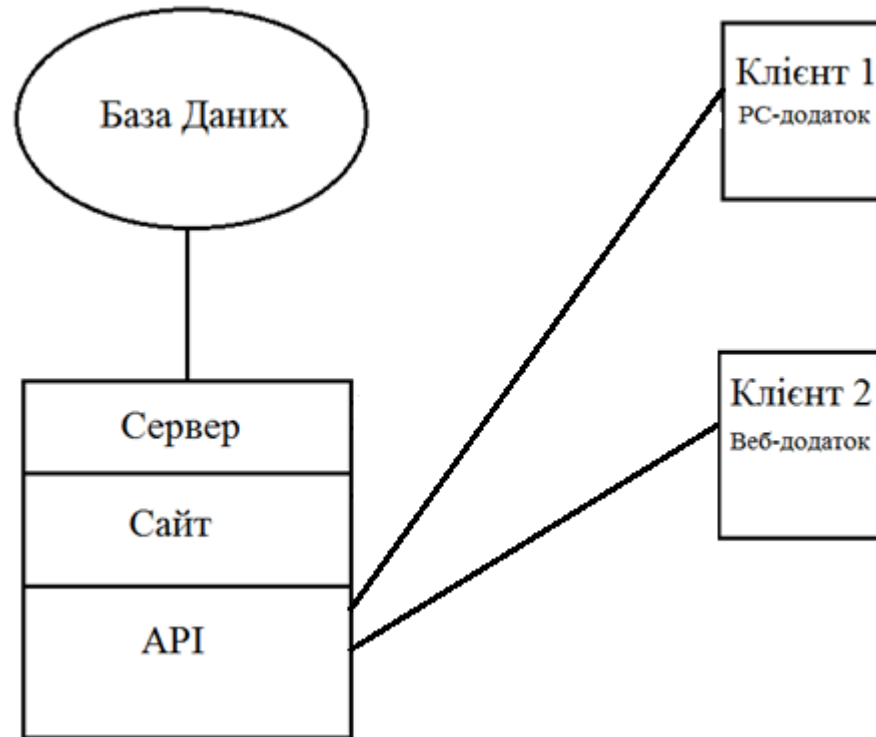 База Даних
Клієнт 1
PC-додаток
Сервер
Сайт
API
Клієнт 2
Веб-додаток